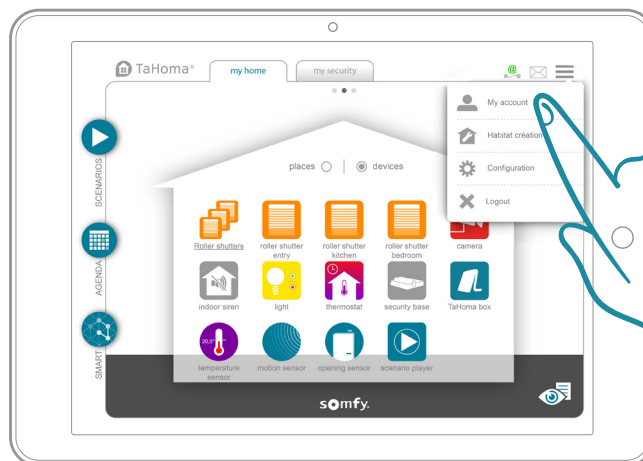 TaHoma®
my home
my security
@
My account
Habitat création
Configuration
Logout
places
devices
SCENARIOS
AGENDA
SMART
Roller shutters
roller shutter
entry
roller shutter
kitchen
roller shutter
bedroom
camera
indoor siren
light
thermostat
security base
TaHoma box
20,0°
temperature
sensor
motion sensor
opening sensor
scenario player
somfy.